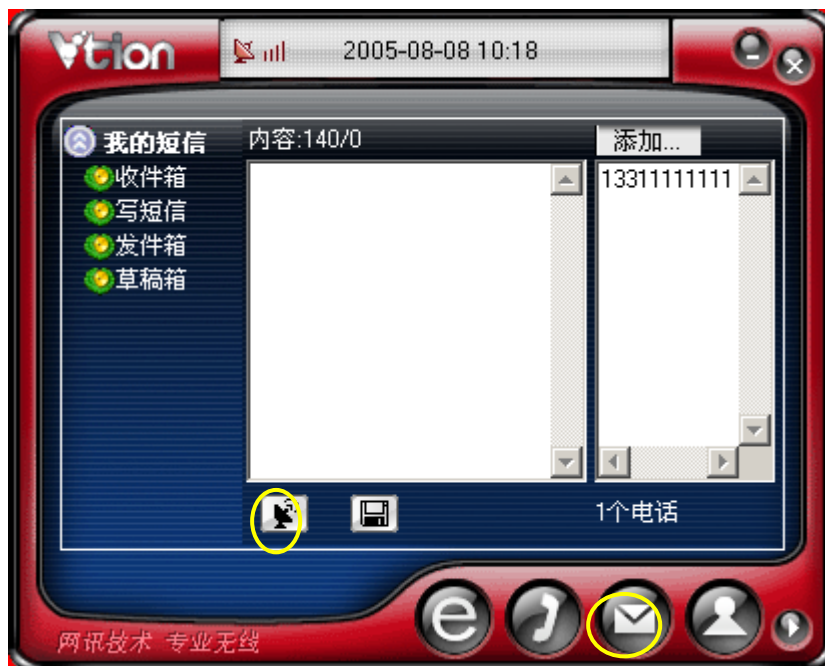 Vtion
2005-08-08 10:18
我的短信
内容:140/0
添加...
收件箱
13311111111
写短信
发件箱
草稿箱
1个电话
网讯技术 专业无线